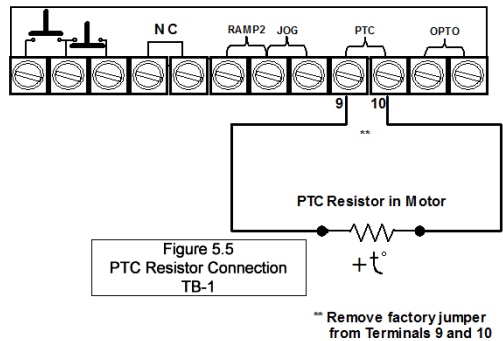 N C
RAMP2 JOG
PTC
OPTO
9 10
**
PTC Resistor in Motor
+t°
Figure 5.5
PTC Resistor Connection
TB-1
** Remove factory jumper
from Terminals 9 and 10